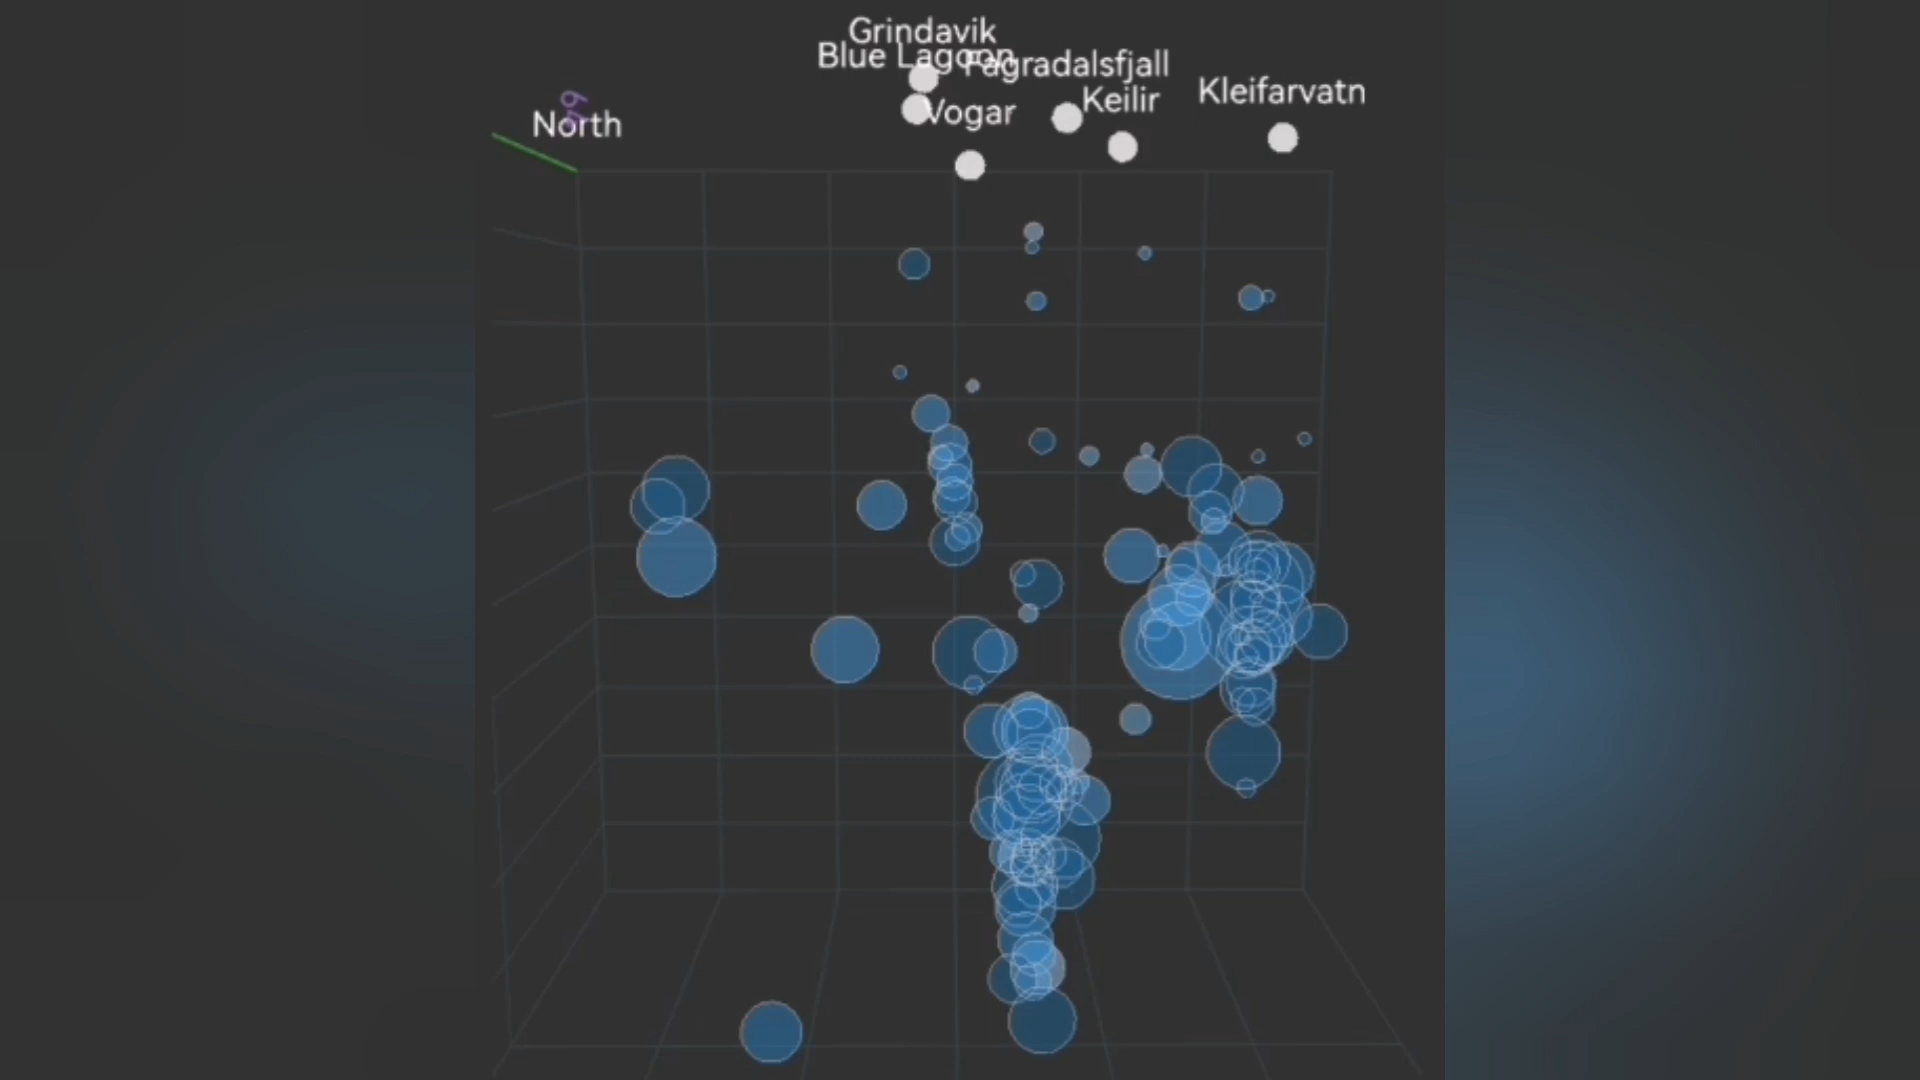 Grindavik
Blue Lagoon
Fagradalsfjall
Kleifarvatn
Keilir
Vogar
North